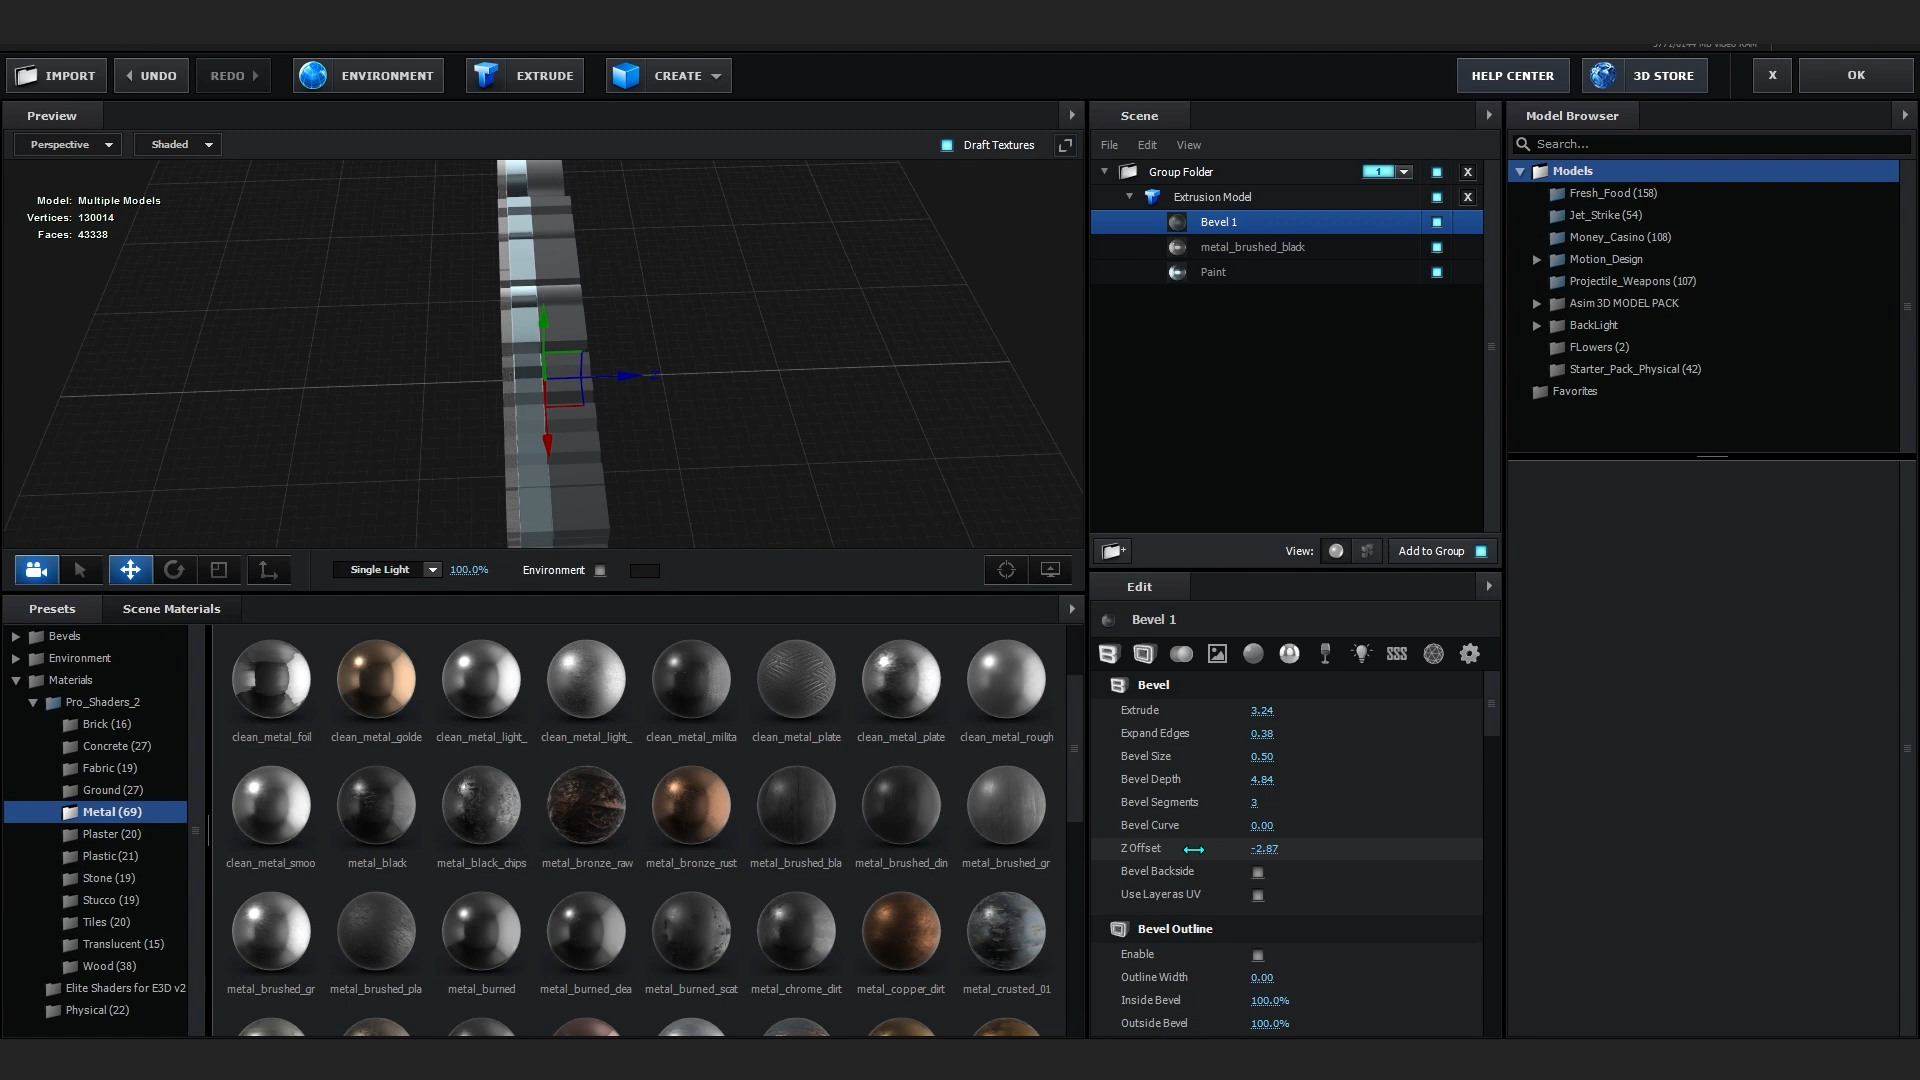 IMPORT
UNDO
REDO
ENVIRONMENT
EXTRUDE
CREATE
HELP CENTER
3D STORE
X
OK
Preview
Perspective
Shaded
Draft Textures
Model: Multiple Models
Vertices: 130014
Faces: 43338
Single Light
100.0%
Environment
Scene
File Edit View
Group Folder
1
X
Extrusion Model
X
Bevel 1
metal_brushed_black
Paint
View:
Add to Group
Model Browser
Search...
Models
Fresh_Food (158)
Jet_Strike (54)
Money_Casino (108)
Motion_Design
Projectile_Weapons (107)
Asim 3D MODEL PACK
BackLight
FLowers (2)
Starter_Pack_Physical (42)
Favorites
Presets
Scene Materials
Bevels
Environment
Materials
Pro_Shaders_2
Brick (16)
Concrete (27)
Fabric (19)
Ground (27)
Metal (69)
Plaster (20)
Plastic (21)
Stone (19)
Stucco (19)
Tiles (20)
Translucent (15)
Wood (38)
Elite Shaders for E3D v2
Physical (22)
clean_metal_foil
clean_metal_golde
clean_metal_light_
clean_metal_light_
clean_metal_milita
clean_metal_plate
clean_metal_plate
clean_metal_rough
clean_metal_smoo
metal_black
metal_black_chips
metal_bronze_raw
metal_bronze_rust
metal_brushed_bla
metal_brushed_din
metal_brushed_gr
metal_brushed_gr
metal_brushed_pla
metal_burned
metal_burned_dea
metal_burned_scat
metal_chrome_dirt
metal_copper_dirt
metal_crusted_01
Edit
Bevel 1
Bevel
Extrude 3.24
Expand Edges 0.38
Bevel Size 0.50
Bevel Depth 4.84
Bevel Segments 3
Bevel Curve 0.00
Z Offset -2.87
Bevel Backside
Use Layer as UV
Bevel Outline
Enable
Outline Width 0.00
Inside Bevel 100.0%
Outside Bevel 100.0%